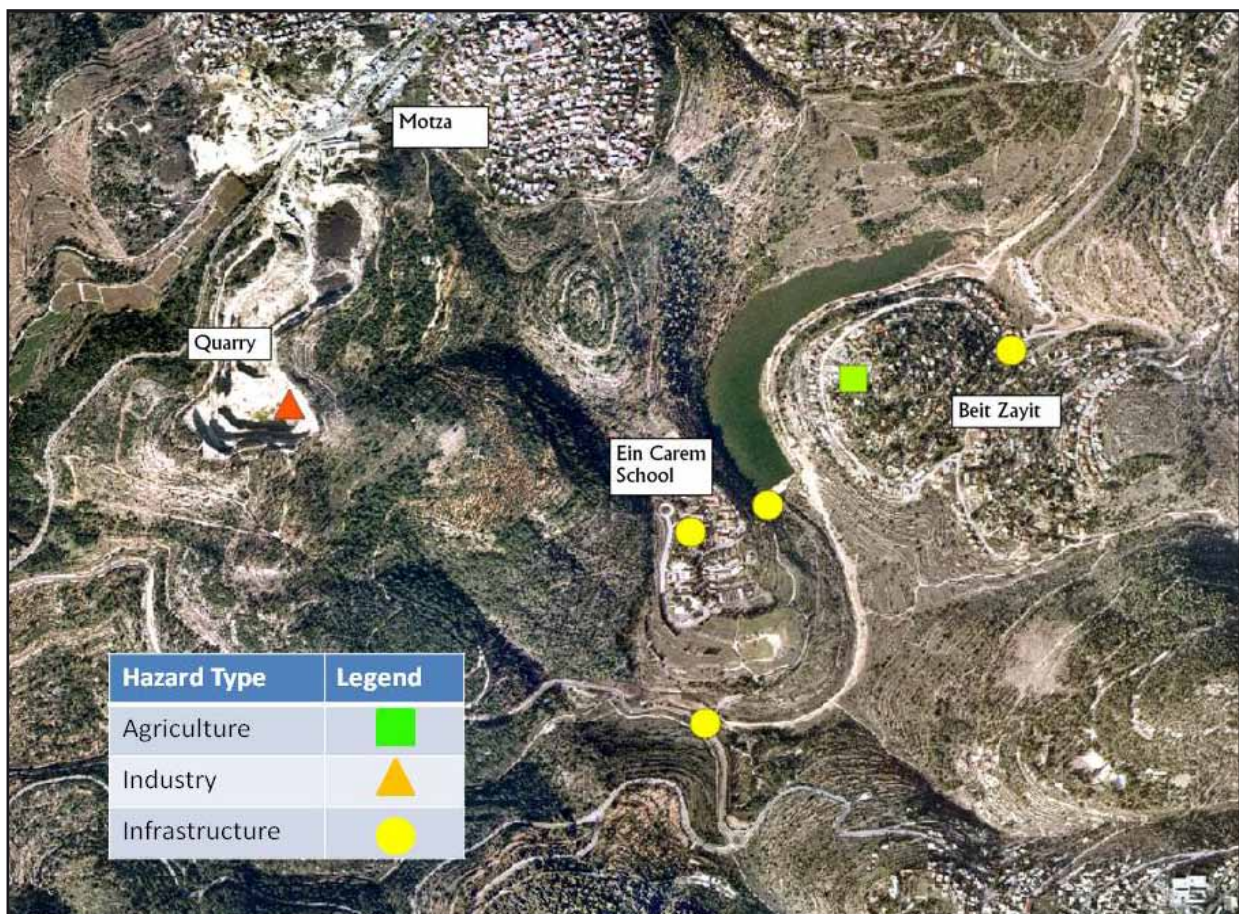 Motza
Quarry
Beit Zayit
Ein Carem
School
Hazard Type Legend
Agriculture
Industry
Infrastructure